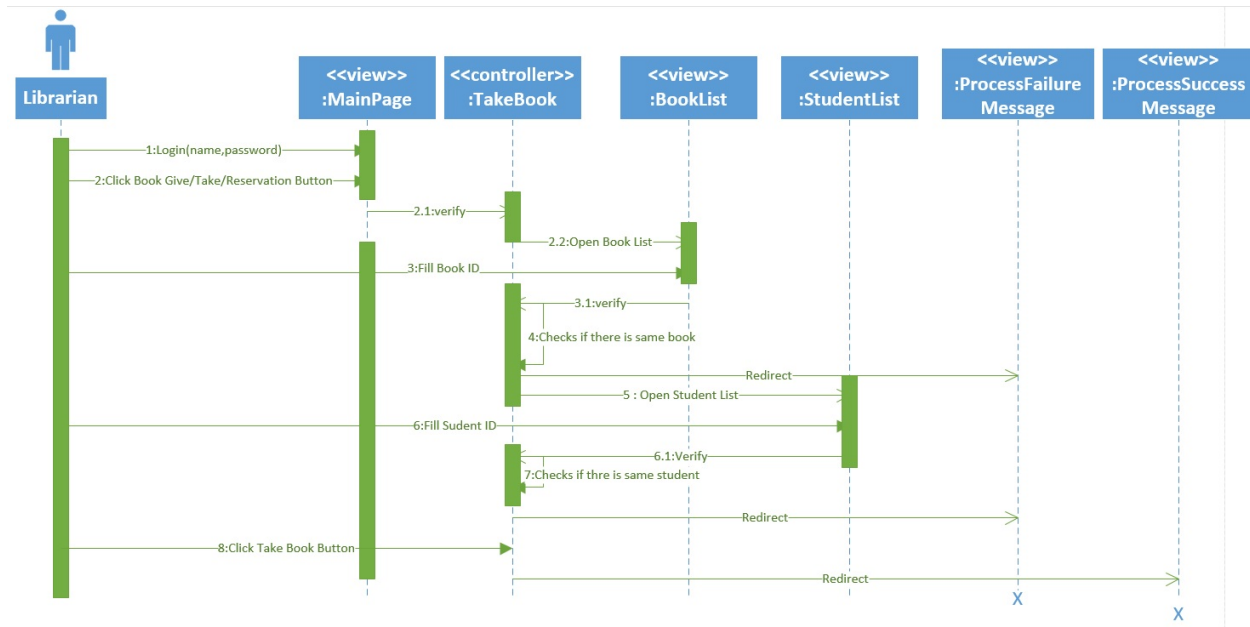 Librarian
<<view>>
:MainPage
<<controller>>
:TakeBook
<<view>>
:BookList
<<view>>
:StudentList
<<view>>
:ProcessFailure
Message
<<view>>
:ProcessSuccess
Message
1:Login(name,password)
2:Click Book Give/Take/Reservation Button
2.1:verify
2.2:Open Book List
3:Fill Book ID
3.1:verify
4:Checks if there is same book
Redirect
5 : Open Student List
6:Fill Sudent ID
6.1:Verify
7:Checks if thre is same student
Redirect
8:Click Take Book Button
Redirect
X
X